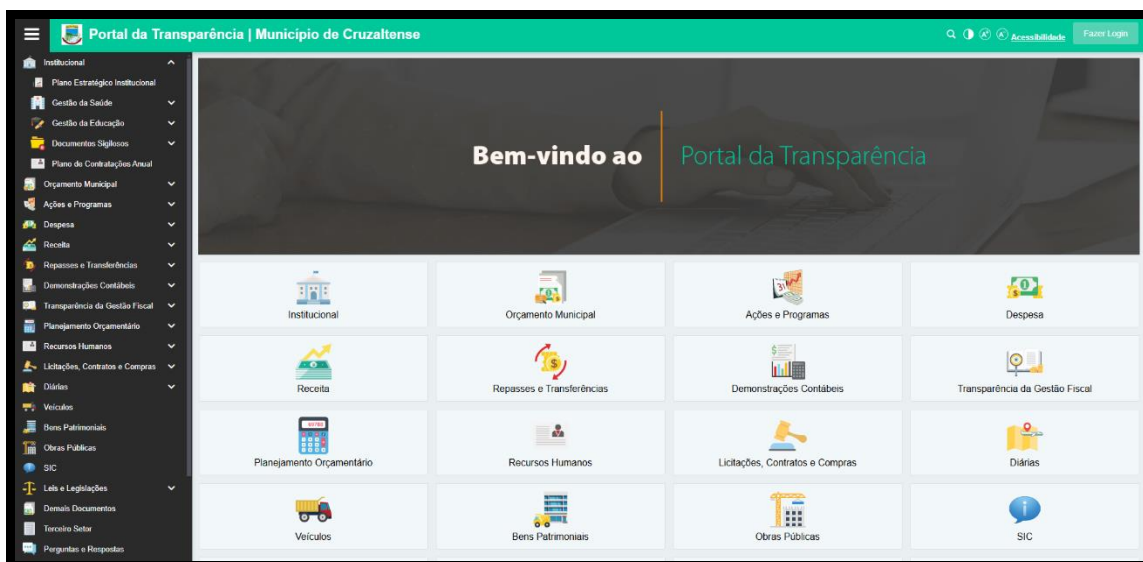 Portal da Transparência | Município de Cruzaltense
Acessibilidade
Fazer Login
Institucional
Plano Estratégico Institucional
Gestão da Saúde
Gestão da Educação
Documentos Sigilosos
Plano de Contratações Anual
Orçamento Municipal
Ações e Programas
Despesa
Receita
Repasses e Transferências
Demonstrações Contábeis
Transparência da Gestão Fiscal
Planejamento Orçamentário
Recursos Humanos
Licitações, Contratos e Compras
Diárias
Veículos
Bens Patrimoniais
Obras Públicas
SIC
Leis e Legislações
Demais Documentos
Terceiro Setor
Perguntas e Respostas
Bem-vindo ao Portal da Transparência
Institucional
Orçamento Municipal
Ações e Programas
Despesa
Receita
Repasses e Transferências
Demonstrações Contábeis
Transparência da Gestão Fiscal
Planejamento Orçamentário
Recursos Humanos
Licitações, Contratos e Compras
Diárias
Veículos
Bens Patrimoniais
Obras Públicas
SIC